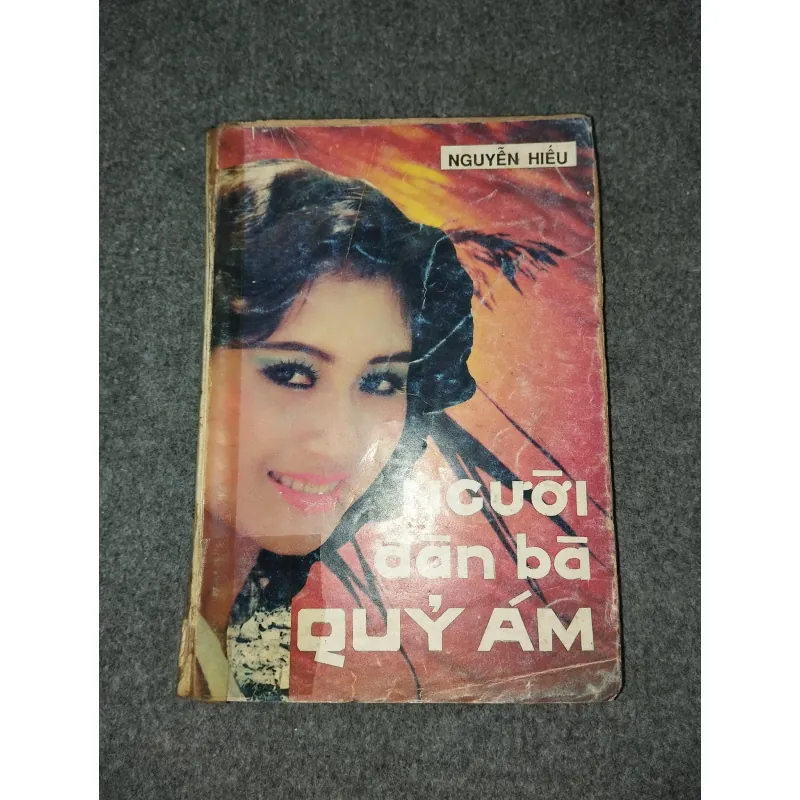 NGUYỄN HIẾU
NGƯỜI
đàn bà
QUỶ ÁM